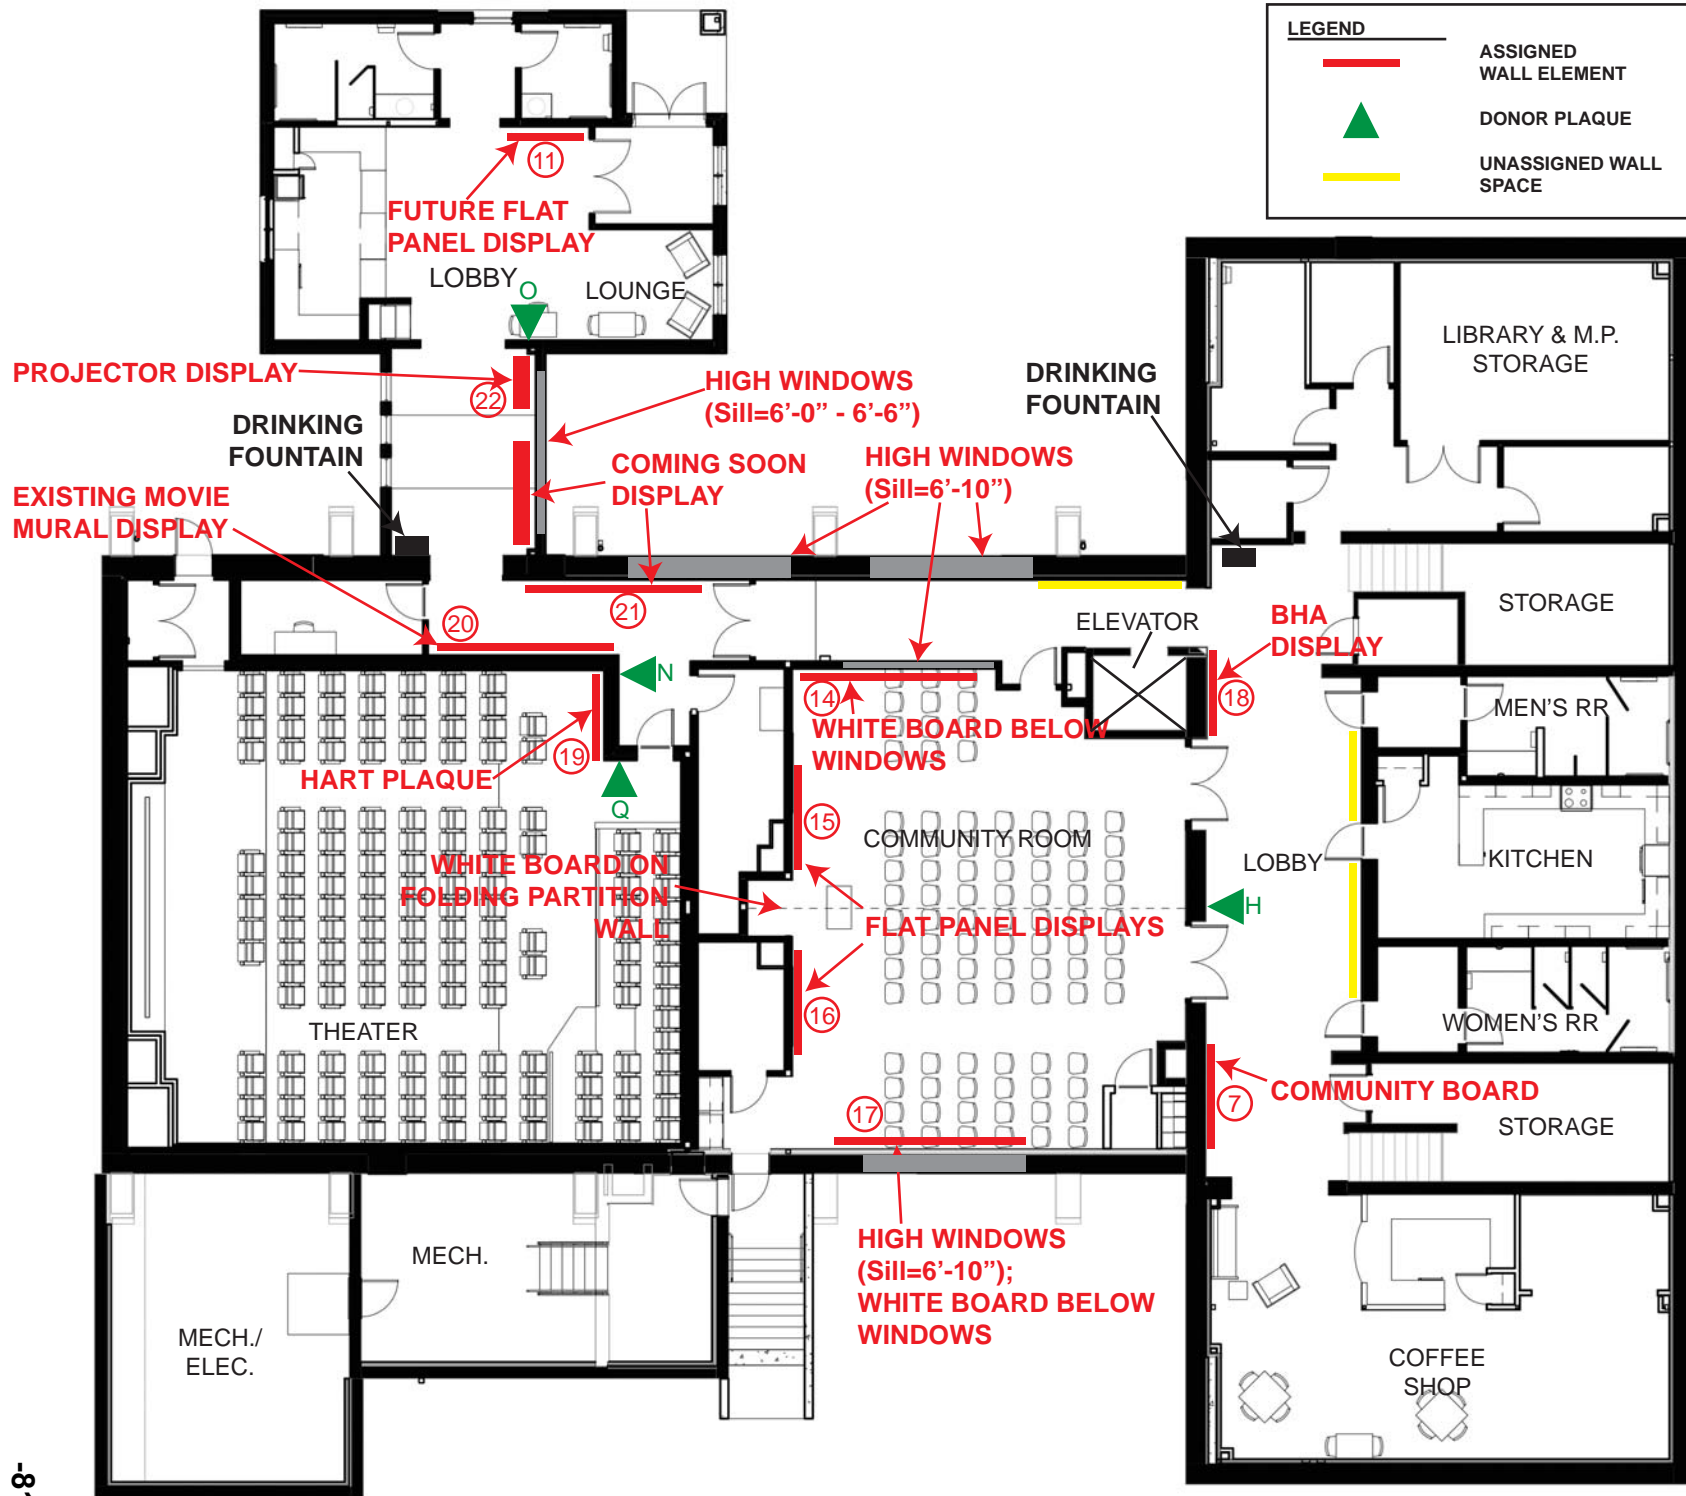 LEGEND
ASSIGNED
WALL ELEMENT
DONOR PLAQUE
UNASSIGNED WALL
SPACE
11
FUTURE FLAT
PANEL DISPLAY
LOBBY
O
LOUNGE
LIBRARY & M.P.
STORAGE
PROJECTOR DISPLAY
22
HIGH WINDOWS
(Sill=6’-0” - 6’-6”)
DRINKING
FOUNTAIN
DRINKING
FOUNTAIN
COMING SOON
DISPLAY
HIGH WINDOWS
(Sill=6’-10”)
EXISTING MOVIE
MURAL DISPLAY
20
21
ELEVATOR
BHA
DISPLAY
STORAGE
N
14
18
MEN’S RR
WHITE BOARD BELOW
WINDOWS
19
HART PLAQUE
Q
15
COMMUNITY ROOM
LOBBY
KITCHEN
WHITE BOARD ON
FOLDING PARTITION
WALL
FLAT PANEL DISPLAYS
H
16
THEATER
WOMEN’S RR
COMMUNITY BOARD
7
17
STORAGE
HIGH WINDOWS
(Sill=6’-10”);
WHITE BOARD BELOW
WINDOWS
MECH.
MECH./
ELEC.
COFFEE
SHOP